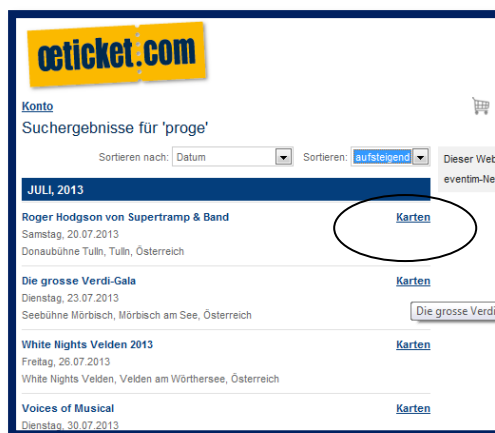 œticket.com
Konto
Suchergebnisse für 'proge'
Sortieren nach: Datum Sortieren: aufsteigend
Dieser Web
eventim-Ne
JULI, 2013
Roger Hodgson von Supertramp & Band Karten
Samstag, 20.07.2013
Donaubühne Tulln, Tulln, Österreich
Die grosse Verdi-Gala Karten
Dienstag, 23.07.2013
Die grosse Verdi
Seebühne Mörbisch, Mörbisch am See, Österreich
White Nights Velden 2013 Karten
Freitag, 26.07.2013
White Nights Velden, Velden am Wörthersee, Österreich
Voices of Musical Karten
Dienstag, 30.07.2013